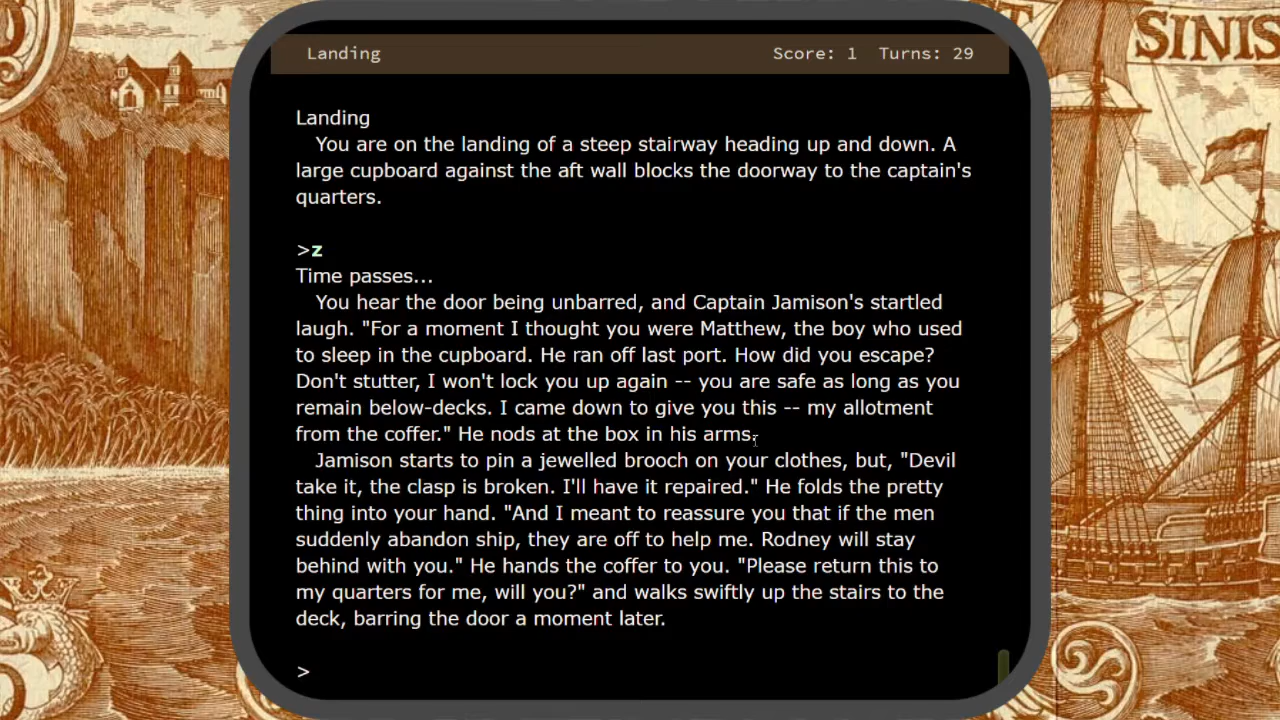 SINIS
Landing Score: 1 Turns: 29
Landing
You are on the landing of a steep stairway heading up and down. A
large cupboard against the aft wall blocks the doorway to the captain's
quarters.
>z
Time passes...
You hear the door being unbarred, and Captain Jamison's startled
laugh. "For a moment I thought you were Matthew, the boy who used
to sleep in the cupboard. He ran off last port. How did you escape?
Don't stutter, I won't lock you up again -- you are safe as long as you
remain below-decks. I came down to give you this -- my allotment
from the coffer." He nods at the box in his arms.
Jamison starts to pin a jewelled brooch on your clothes, but, "Devil
take it, the clasp is broken. I'll have it repaired." He folds the pretty
thing into your hand. "And I meant to reassure you that if the men
suddenly abandon ship, they are off to help me. Rodney will stay
behind with you." He hands the coffer to you. "Please return this to
my quarters for me, will you?" and walks swiftly up the stairs to the
deck, barring the door a moment later.
>